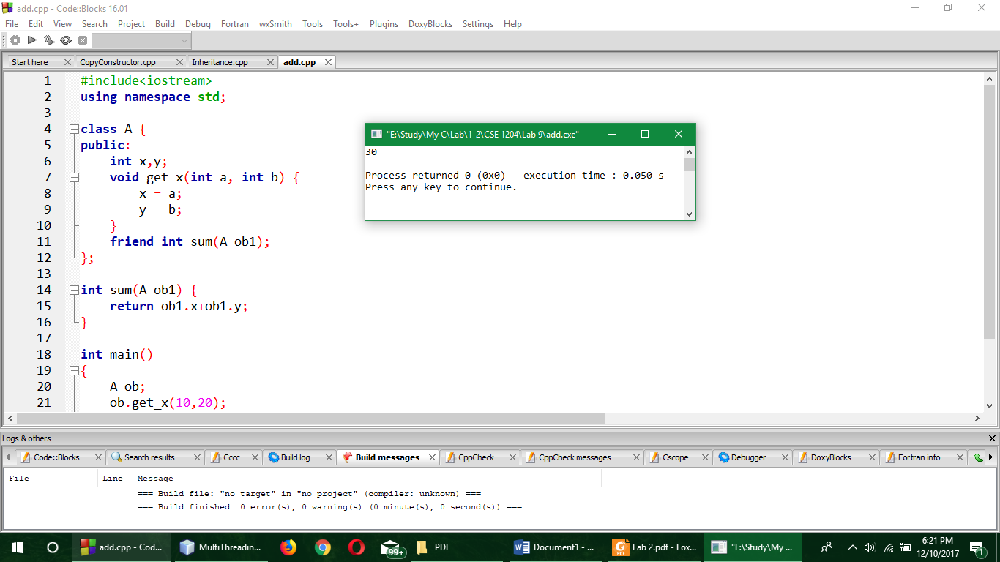 add.cpp - Code::Blocks 16.01
File Edit View Search Project Build Debug Fortran wxSmith Tools Tools+ Plugins DoxyBlocks Settings Help
Start here CopyConstructor.cpp Inheritance.cpp add.cpp
1 #include<iostream>
2 using namespace std;
3
4 class A {
5 public:
6 int x,y;
7 void get_x(int a, int b) {
8 x = a;
9 y = b;
10 }
11 friend int sum(A ob1);
12 };
13
14 int sum(A ob1) {
15 return ob1.x+ob1.y;
16 }
17
18 int main()
19 {
20 A ob;
21 ob.get_x(10,20);
"E:\Study\My C\Lab\1-2\CSE 1204\Lab 9\add.exe"
30
Process returned 0 (0x0) execution time : 0.050 s
Press any key to continue.
Logs & others
Code::Blocks Search results Cccc Build log Build messages CppCheck CppCheck messages Cscope Debugger DoxyBlocks Fortran info
File Line Message
=== Build file: "no target" in "no project" (compiler: unknown) ===
=== Build finished: 0 error(s), 0 warning(s) (0 minute(s), 0 second(s)) ===
add.cpp - Cod... MultiThreadin... 99+ PDF Document1 - ... Lab 2.pdf - Fox... "E:\Study\My ... 6:21 PM
12/10/2017 1